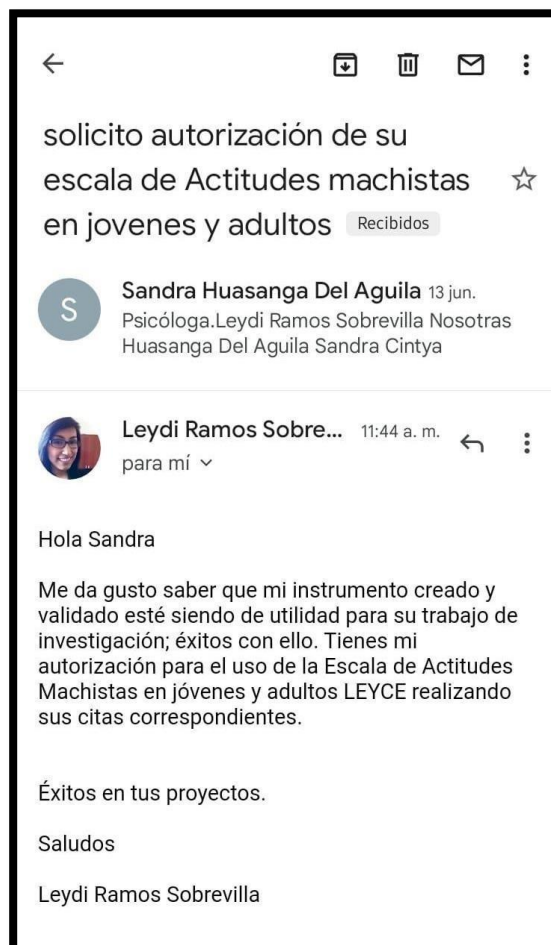 solicito autorización de su
escala de Actitudes machistas
en jovenes y adultos Recibidos
S
Sandra Huasanga Del Aguila 13 jun.
Psicóloga.Leydi Ramos Sobrevilla Nosotras
Huasanga Del Aguila Sandra Cintya
Leydi Ramos Sobre... 11:44 a. m.
para mí
Hola Sandra
Me da gusto saber que mi instrumento creado y
validado esté siendo de utilidad para su trabajo de
investigación; éxitos con ello. Tienes mi
autorización para el uso de la Escala de Actitudes
Machistas en jóvenes y adultos LEYCE realizando
sus citas correspondientes.
Éxitos en tus proyectos.
Saludos
Leydi Ramos Sobrevilla